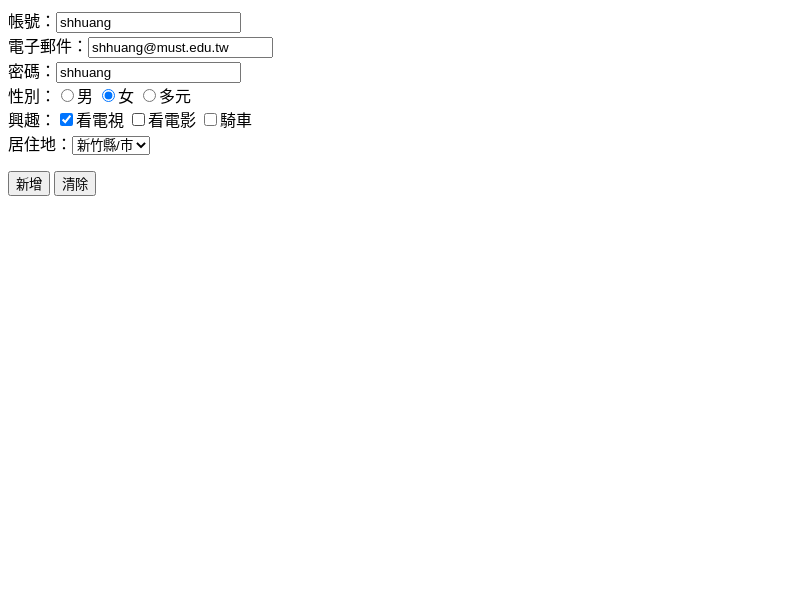 帳號：shhuang
電子郵件：shhuang@must.edu.tw
密碼：shhuang
性別：男 女 多元
興趣：看電視 看電影 騎車
居住地：新竹縣/市
新增 清除